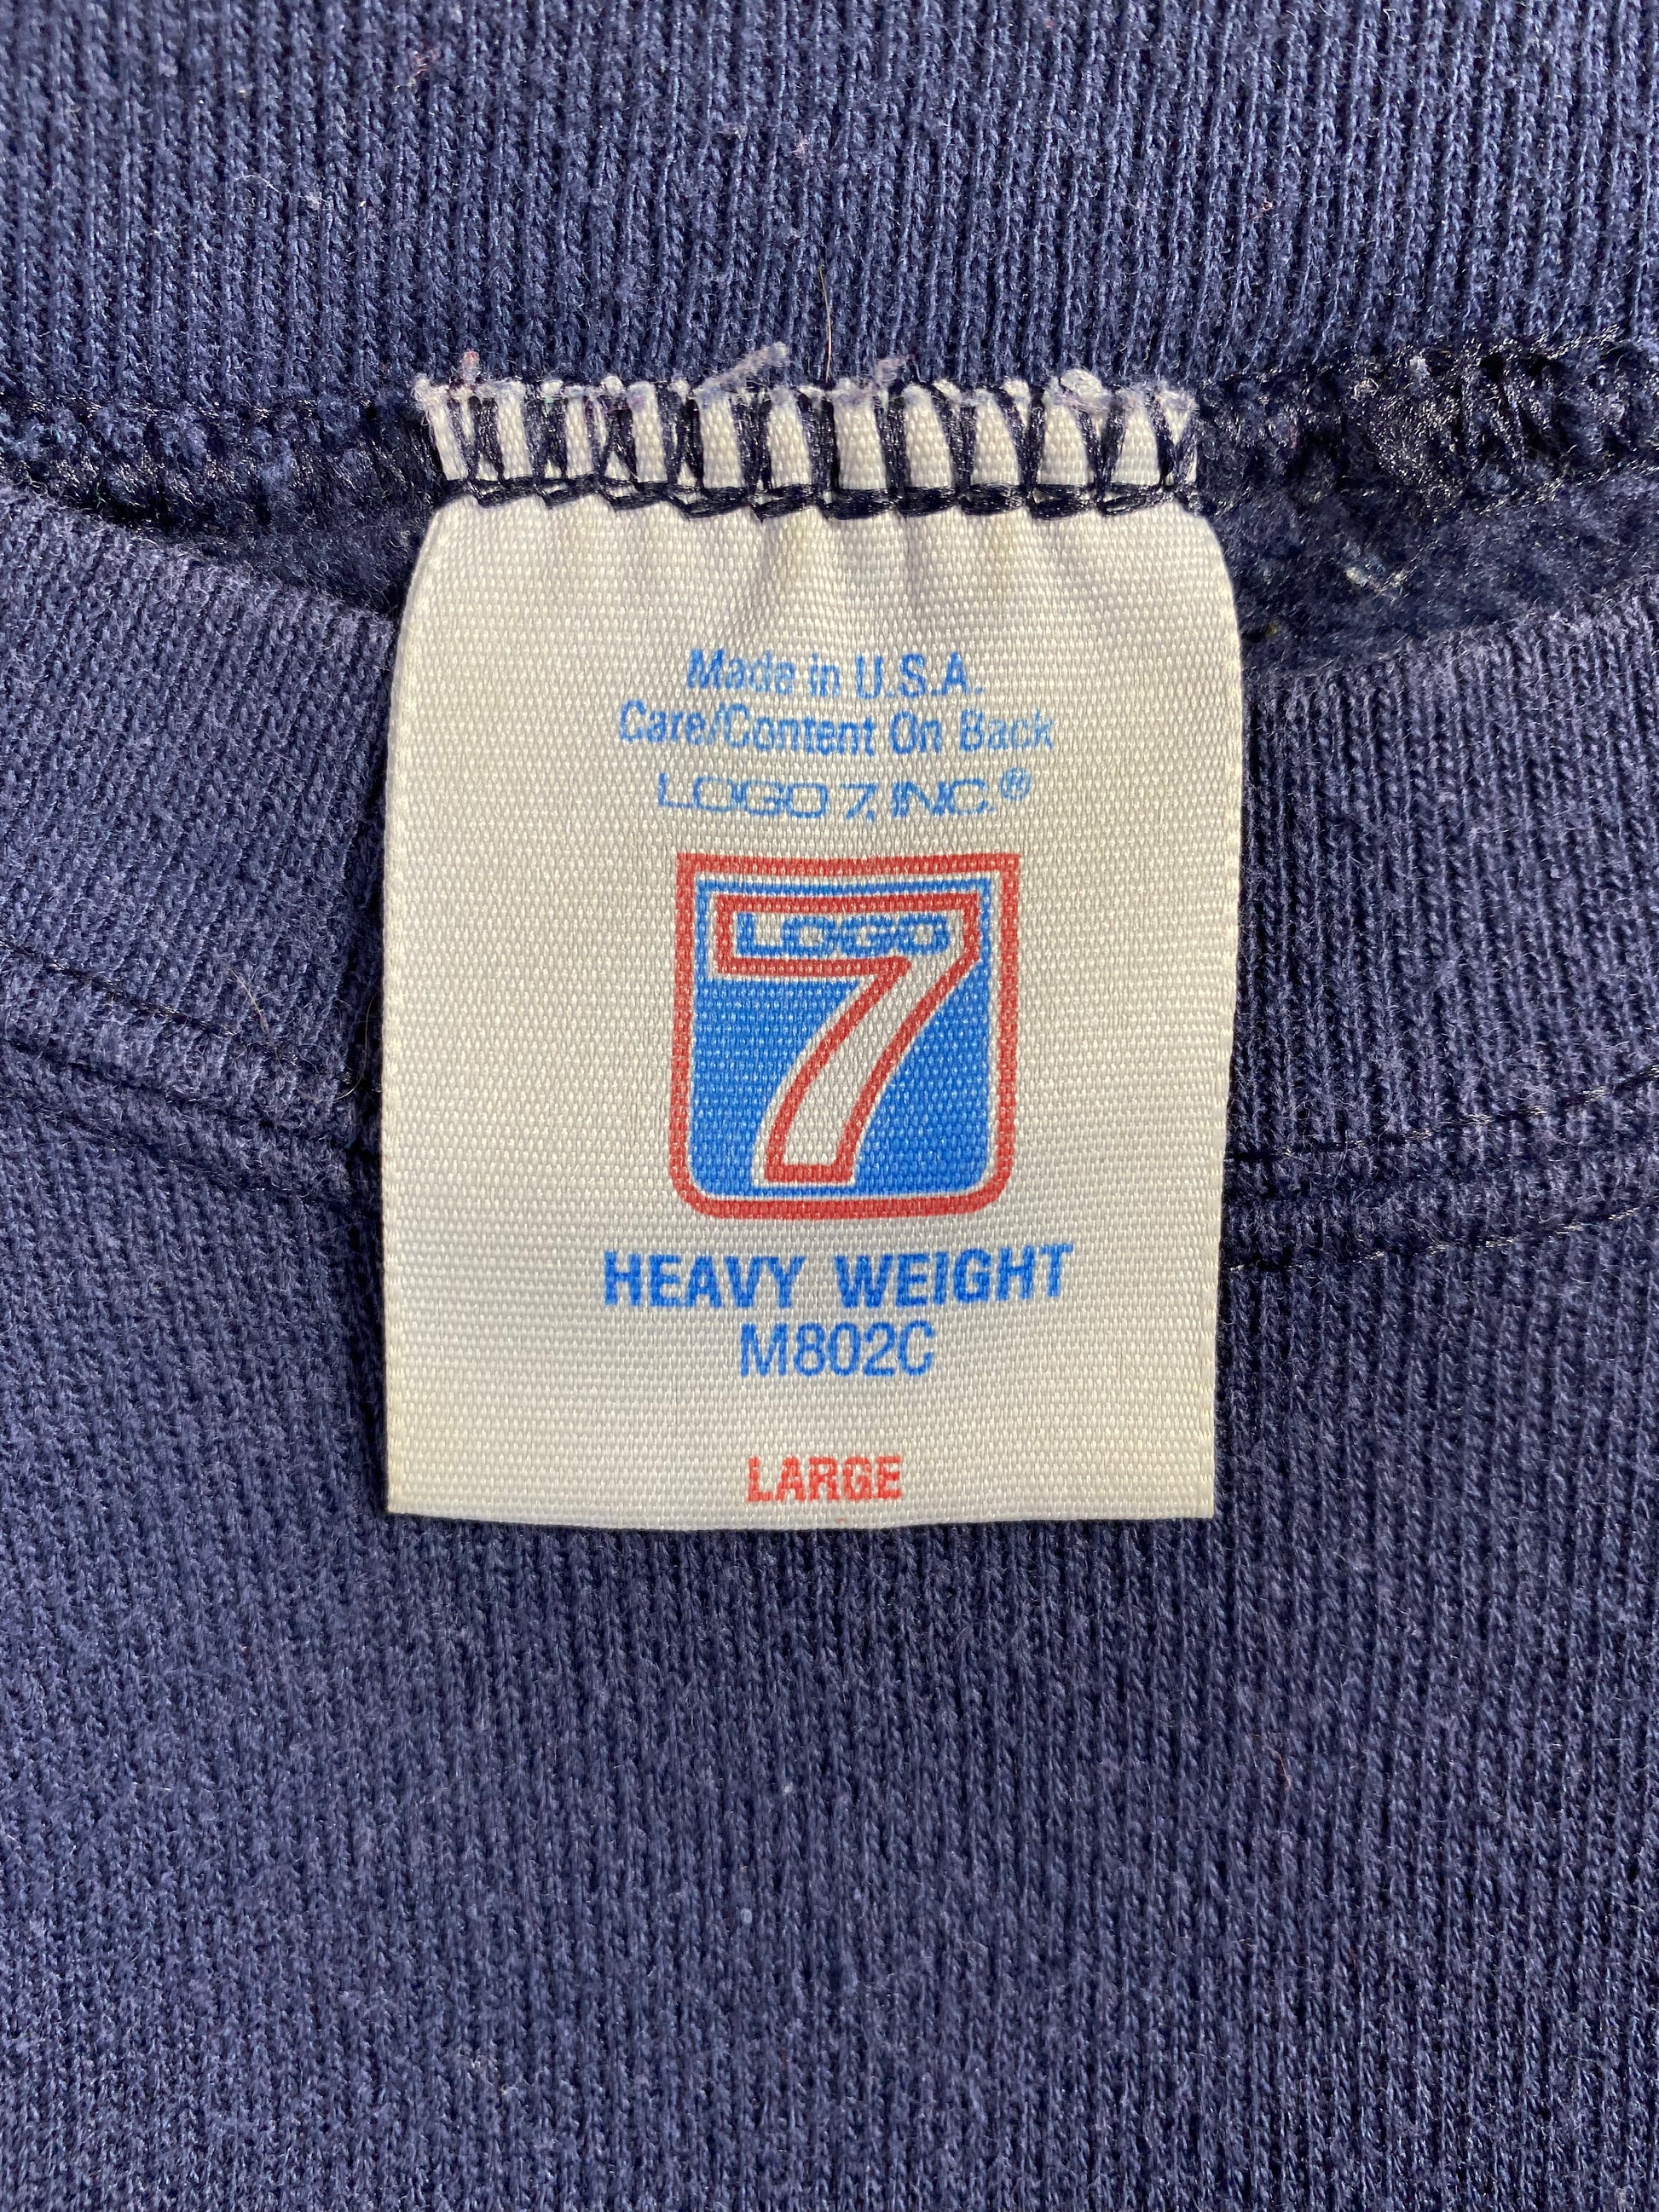 Made in U.S.A.
Care/Content On Back
LOGO 7, INC.®
LOGO
7
HEAVY WEIGHT
M802C
LARGE